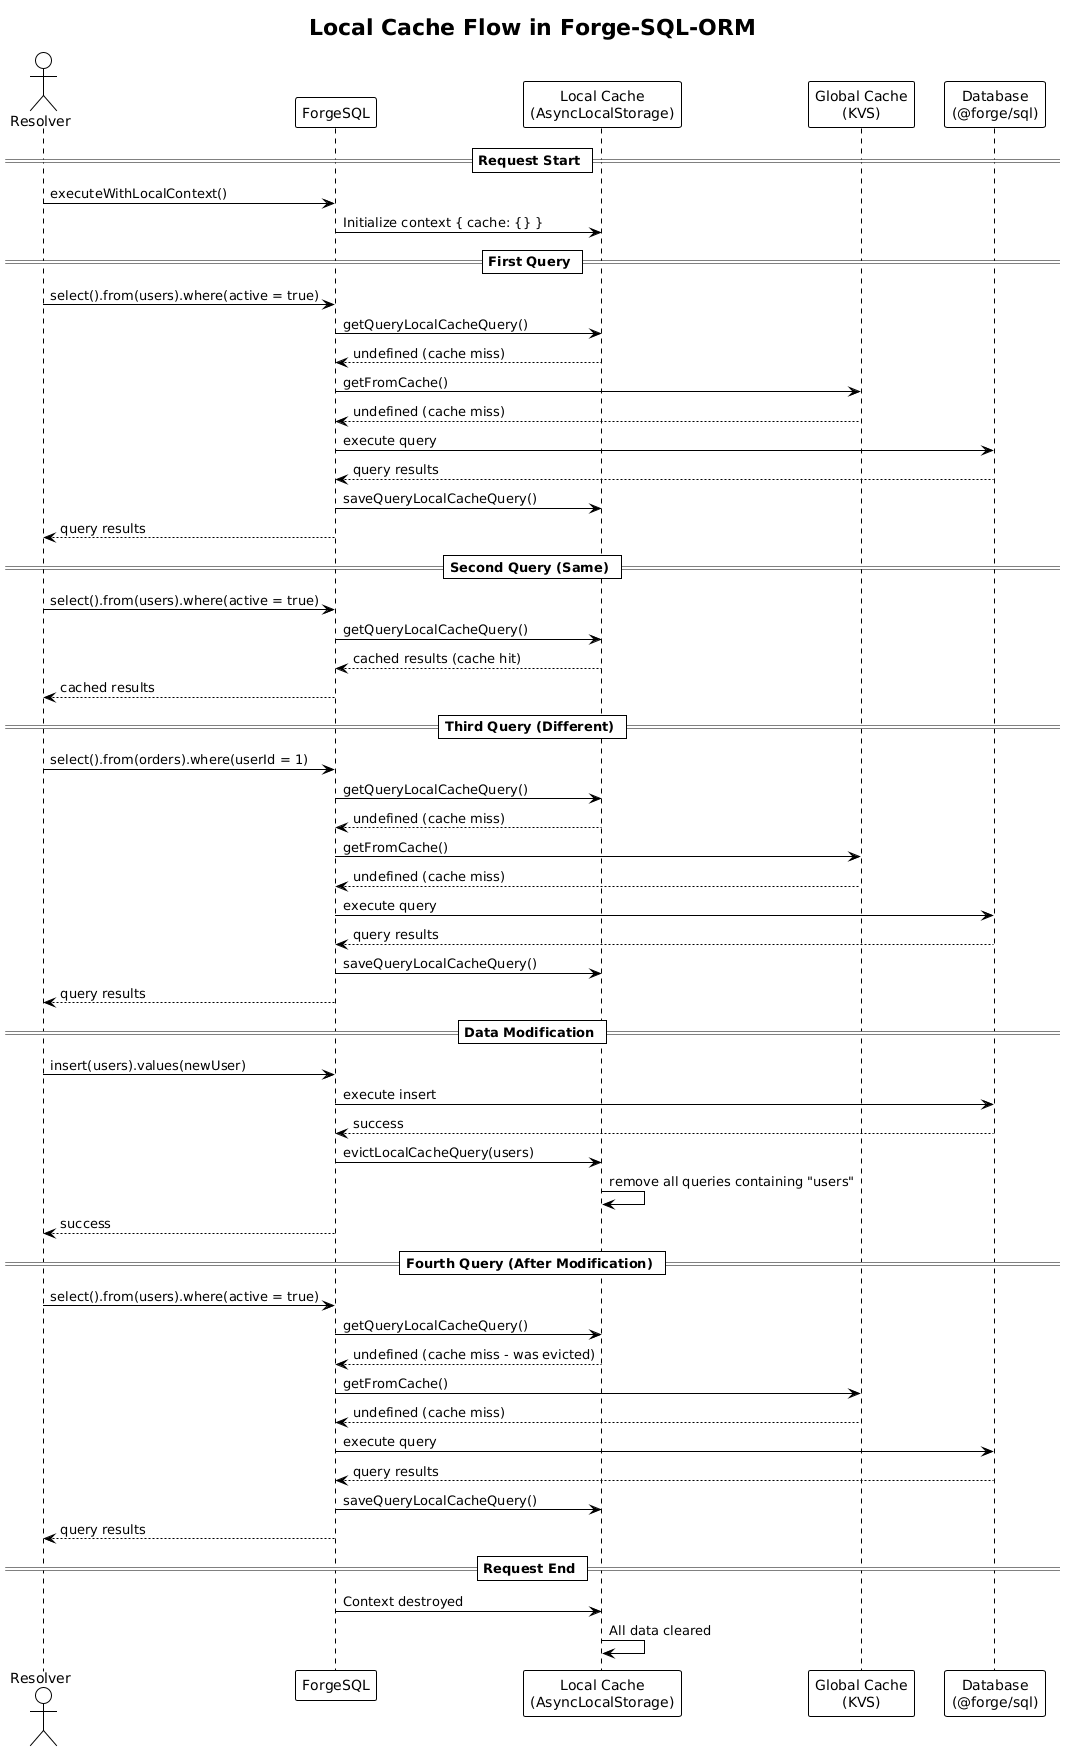 Local Cache Flow in Forge-SQL-ORM
Resolver
ForgeSQL
Local Cache
(AsyncLocalStorage)
Global Cache
(KVS)
Database
(@forge/sql)
Request Start
executeWithLocalContext()
Initialize context { cache: {} }
First Query
select().from(users).where(active = true)
getQueryLocalCacheQuery()
undefined (cache miss)
getFromCache()
undefined (cache miss)
execute query
query results
saveQueryLocalCacheQuery()
query results
Second Query (Same)
select().from(users).where(active = true)
getQueryLocalCacheQuery()
cached results (cache hit)
cached results
Third Query (Different)
select().from(orders).where(userId = 1)
getQueryLocalCacheQuery()
undefined (cache miss)
getFromCache()
undefined (cache miss)
execute query
query results
saveQueryLocalCacheQuery()
query results
Data Modification
insert(users).values(newUser)
execute insert
success
evictLocalCacheQuery(users)
remove all queries containing "users"
success
Fourth Query (After Modification)
select().from(users).where(active = true)
getQueryLocalCacheQuery()
undefined (cache miss - was evicted)
getFromCache()
undefined (cache miss)
execute query
query results
saveQueryLocalCacheQuery()
query results
Request End
Context destroyed
All data cleared
Resolver
ForgeSQL
Local Cache
(AsyncLocalStorage)
Global Cache
(KVS)
Database
(@forge/sql)